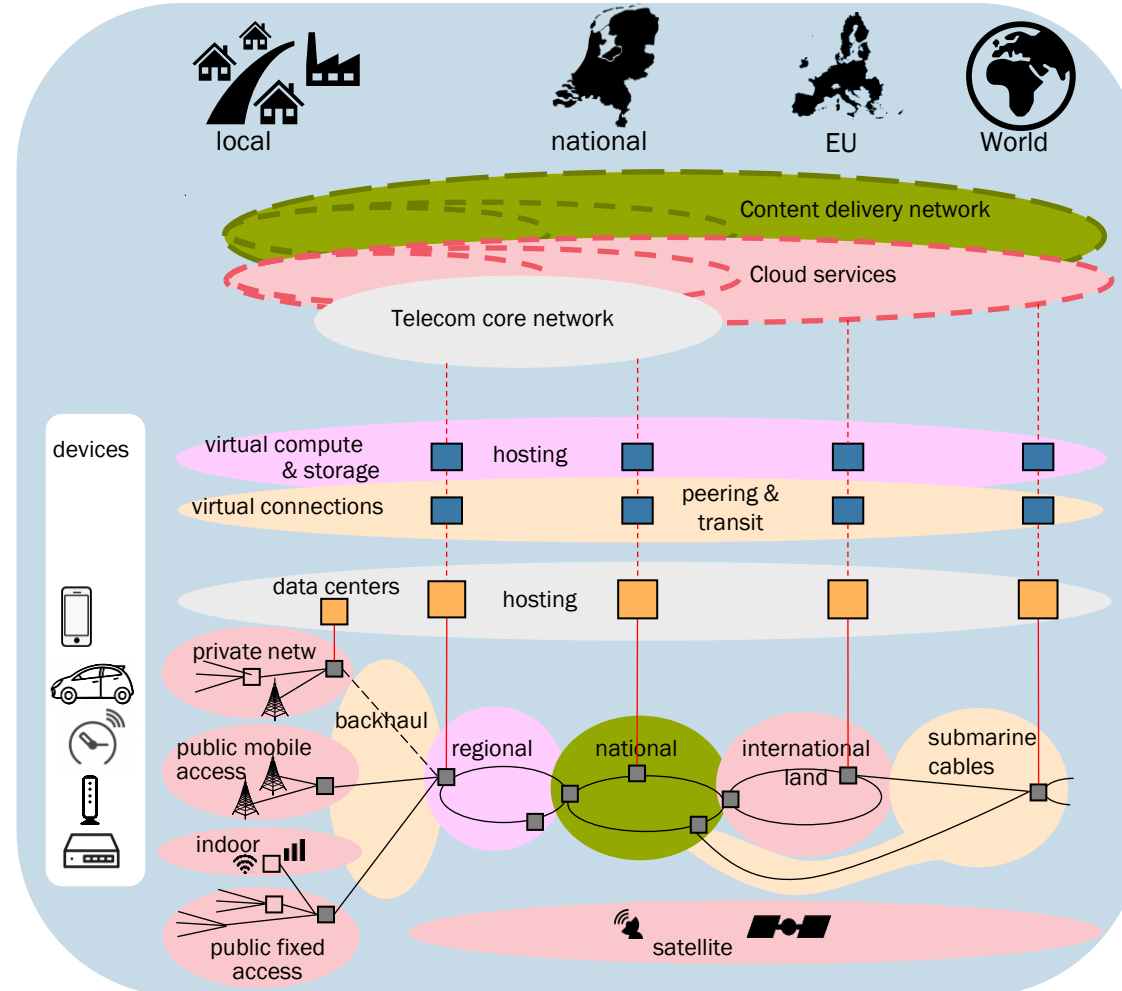 local
national
EU
World
Content delivery network
Cloud services
Telecom core network
devices
virtual compute
& storage
hosting
virtual connections
peering &
transit
data centers
hosting
private netw
backhaul
public mobile
access
regional
national
international
land
submarine
cables
indoor
public fixed
access
satellite